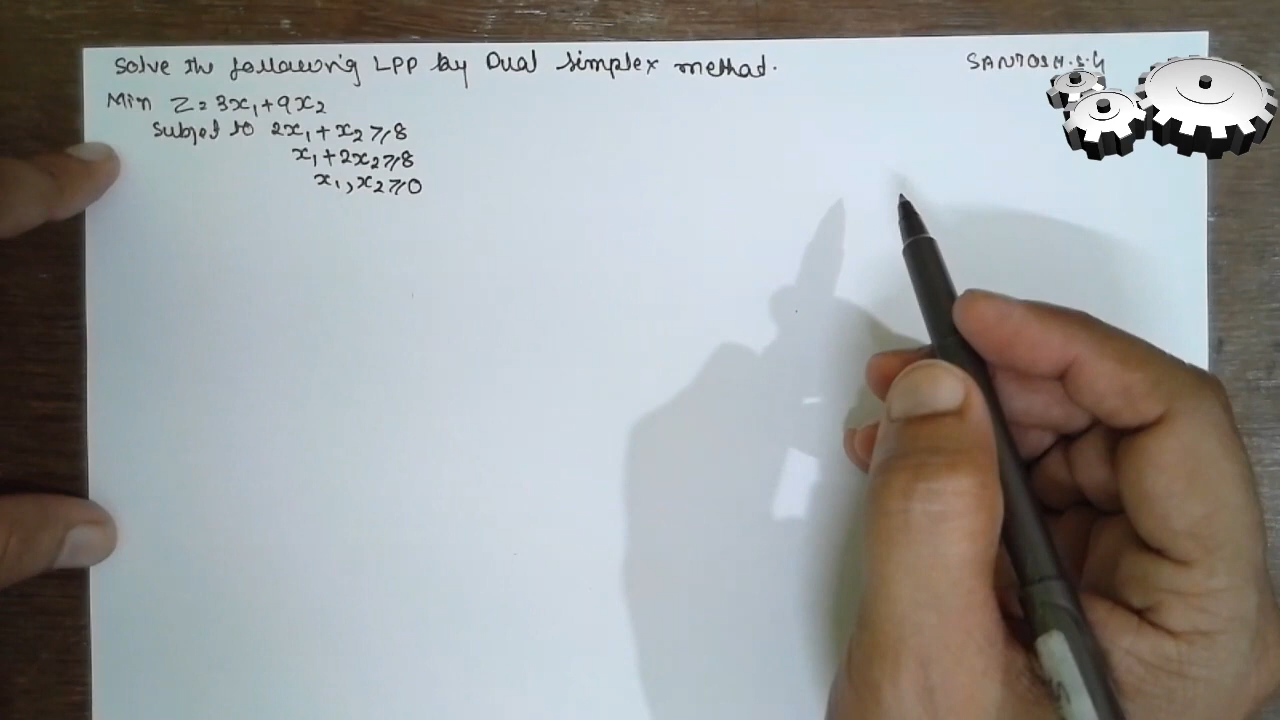 Solve the following LPP by Dual Simplex method.
SANTOSH.S.G
Min Z = 3x₁+9x₂
Subject to 2x₁+x₂ ≥ 8
x₁+2x₂ ≥ 8
x₁, x₂ ≥ 0